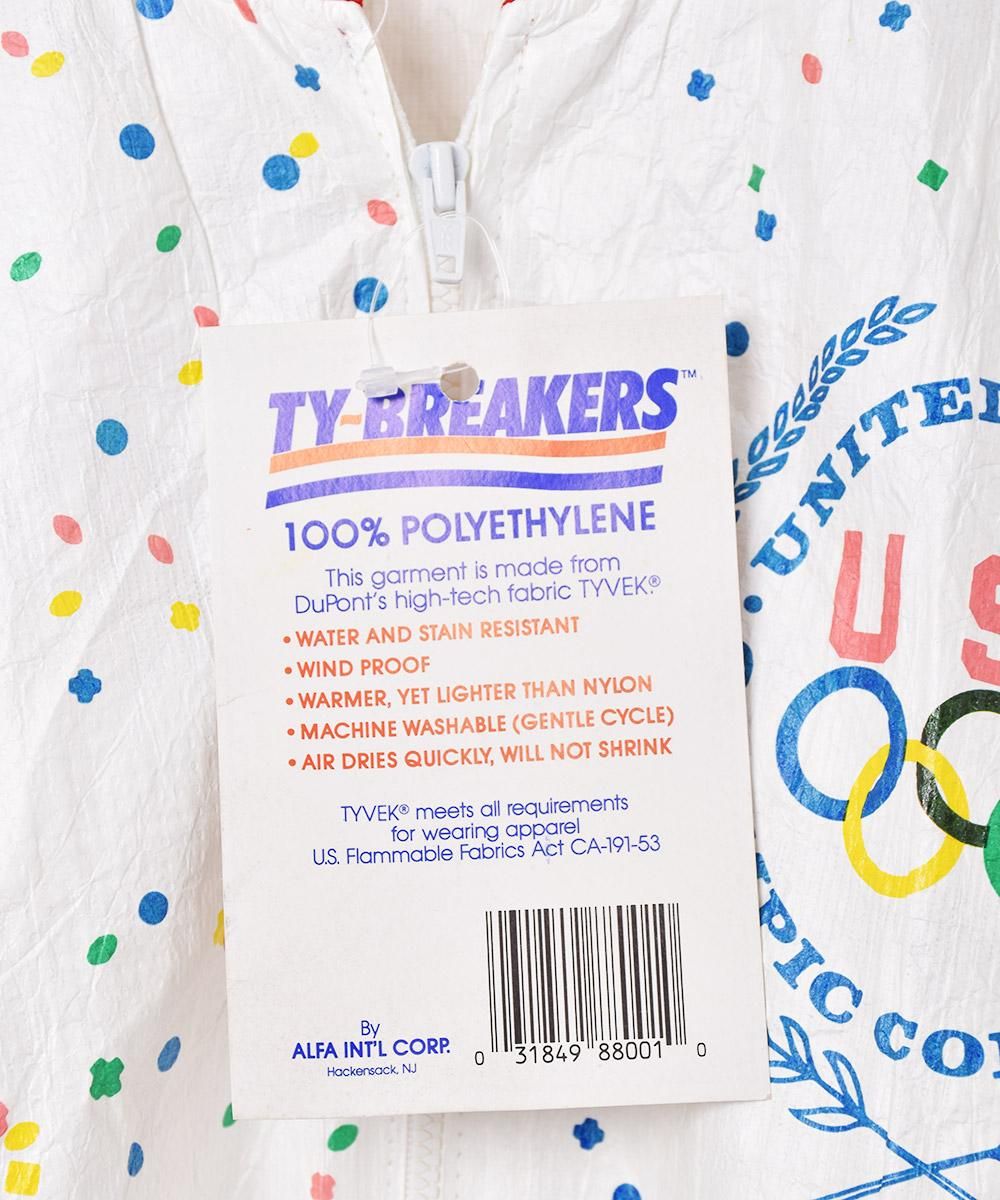 TY-BREAKERS™
100% POLYETHYLENE
This garment is made from
DuPont's high-tech fabric TYVEK®.
• WATER AND STAIN RESISTANT
• WIND PROOF
• WARMER, YET LIGHTER THAN NYLON
• MACHINE WASHABLE (GENTLE CYCLE)
• AIR DRIES QUICKLY, WILL NOT SHRINK
TYVEK® meets all requirements
for wearing apparel
U.S. Flammable Fabrics Act CA-191-53
By
ALFA INT'L CORP.
Hackensack, NJ
0 31849 88001 0
UNITE
US
PIC CO